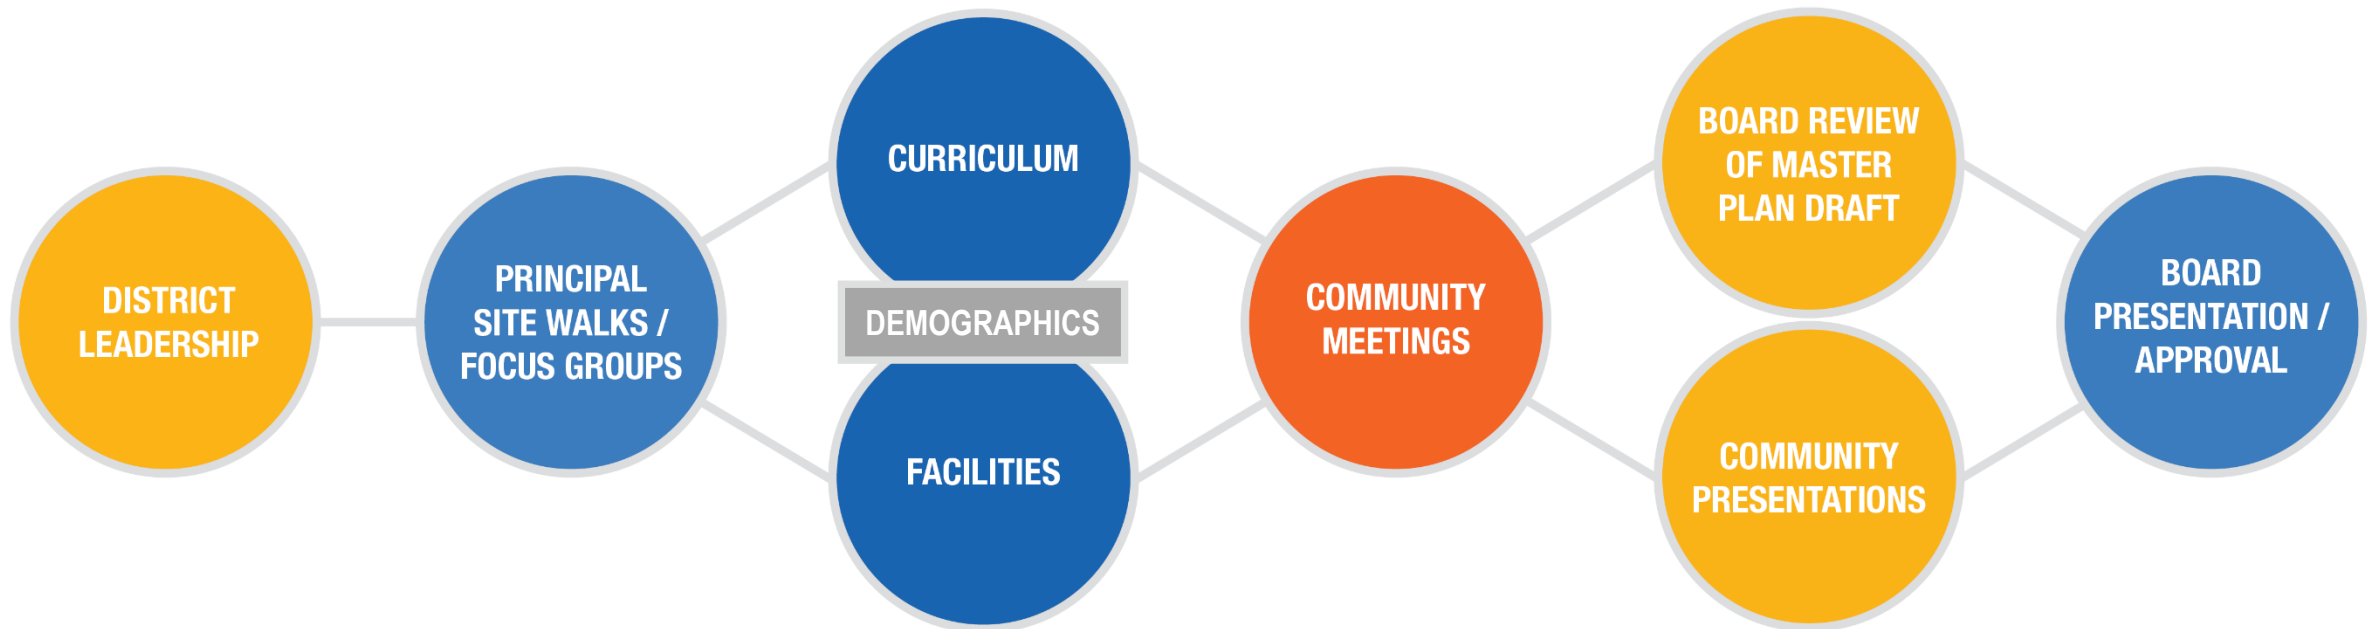 DISTRICT
LEADERSHIP
PRINCIPAL
SITE WALKS /
FOCUS GROUPS
CURRICULUM
DEMOGRAPHICS
FACILITIES
COMMUNITY
MEETINGS
BOARD REVIEW
OF MASTER
PLAN DRAFT
COMMUNITY
PRESENTATIONS
BOARD
PRESENTATION /
APPROVAL